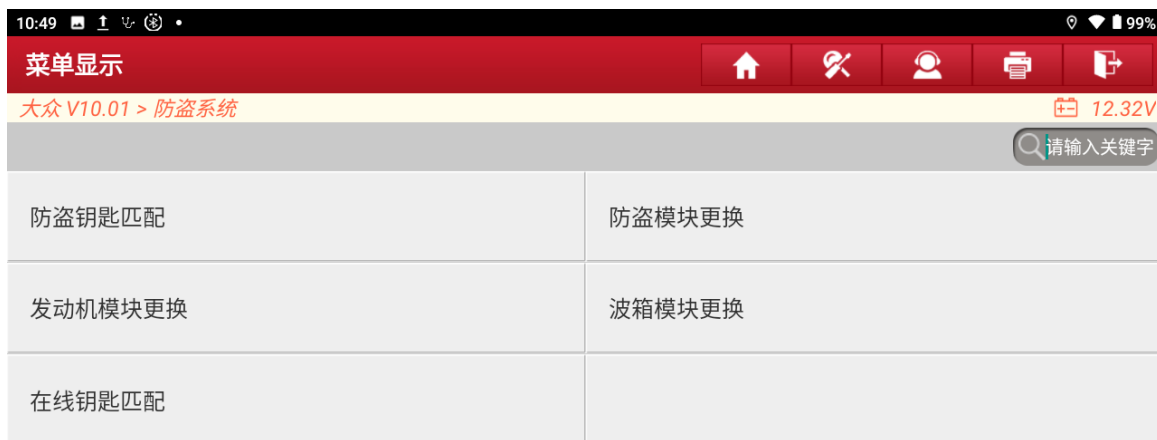 10:49
99%
菜单显示
大众 V10.01 > 防盗系统
12.32V
请输入关键字
防盗钥匙匹配
防盗模块更换
发动机模块更换
波箱模块更换
在线钥匙匹配